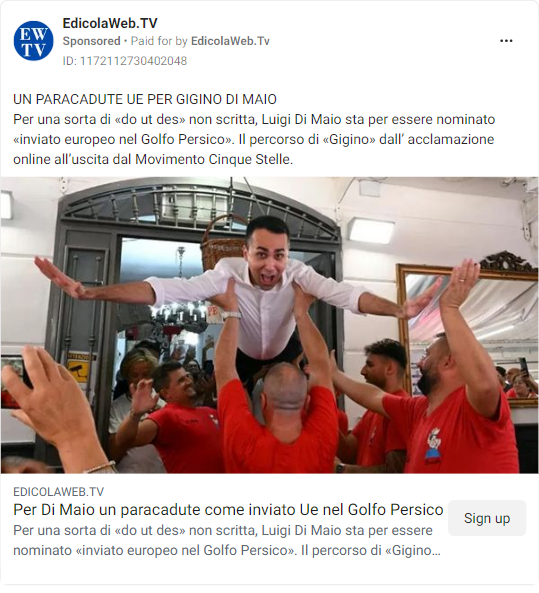 EW
TV
EdicolaWeb.TV
Sponsored • Paid for by EdicolaWeb.Tv
ID: 1172112730402048
UN PARACADUTE UE PER GIGINO DI MAIO
Per una sorta di «do ut des» non scritta, Luigi Di Maio sta per essere nominato
«inviato europeo nel Golfo Persico». Il percorso di «Gigino» dall’ acclamazione
online all’uscita dal Movimento Cinque Stelle.
EDICOLAWEB.TV
Per Di Maio un paracadute come inviato Ue nel Golfo Persico
Per una sorta di «do ut des» non scritta, Luigi Di Maio sta per essere
nominato «inviato europeo nel Golfo Persico». Il percorso di «Gigino...
Sign up